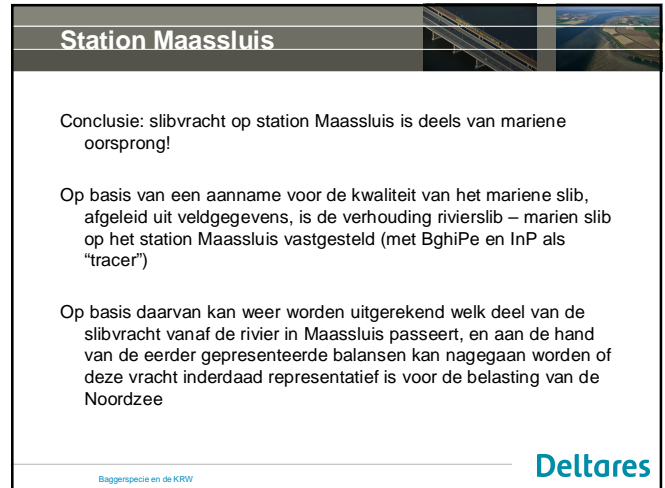 Station Maassluis
Conclusie: slibvracht op station Maassluis is deels van mariene
oorsprong!
Op basis van een aanname voor de kwaliteit van het mariene slib,
afgeleid uit veldgegevens, is de verhouding rivierslib – marien slib
op het station Maassluis vastgesteld (met BghiPe en InP als
“tracer”)
Op basis daarvan kan weer worden uitgerekend welk deel van de
slibvracht vanaf de rivier in Maassluis passeert, en aan de hand
van de eerder gepresenteerde balansen kan nagegaan worden of
deze vracht inderdaad representatief is voor de belasting van de
Noordzee
Baggerspecie en de KRW
Deltares